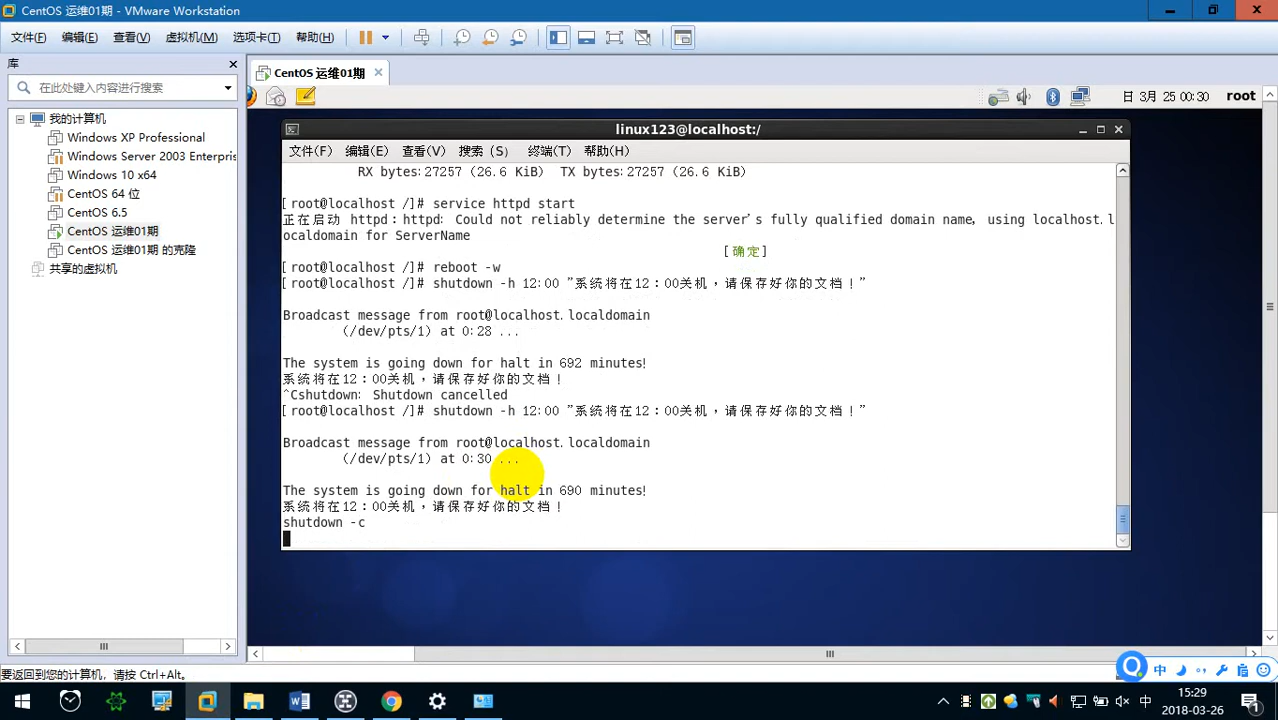 CentOS 运维01期 - VMware Workstation
文件(F) 编辑(E) 查看(V) 虚拟机(M) 选项卡(T) 帮助(H)
库
在此处键入内容进行搜索
我的计算机
Windows XP Professional
Windows Server 2003 Enterpris
Windows 10 x64
CentOS 64 位
CentOS 6.5
CentOS 运维01期
CentOS 运维01期 的克隆
共享的虚拟机
CentOS 运维01期
日 3月 25 00:30 root
linux123@localhost:/
文件(F) 编辑(E) 查看(V) 搜索 (S) 终端(T) 帮助(H)
RX bytes:27257 (26.6 KiB) TX bytes:27257 (26.6 KiB)
[root@localhost /]# service httpd start
正在启动 httpd：httpd: Could not reliably determine the server's fully qualified domain name, using localhost.l
ocaldomain for ServerName
[确定]
[root@localhost /]# reboot -w
[root@localhost /]# shutdown -h 12:00 "系统将在12：00关机，请保存好你的文档！"
Broadcast message from root@localhost.localdomain
(/dev/pts/1) at 0:28 ...
The system is going down for halt in 692 minutes!
系统将在12：00关机，请保存好你的文档！
^Cshutdown: Shutdown cancelled
[root@localhost /]# shutdown -h 12:00 "系统将在12：00关机，请保存好你的文档！"
Broadcast message from root@localhost.localdomain
(/dev/pts/1) at 0:30 ...
The system is going down for halt in 690 minutes!
系统将在12：00关机，请保存好你的文档！
shutdown -c
要返回到您的计算机，请按 Ctrl+Alt。
中
中
15:29
2018-03-26